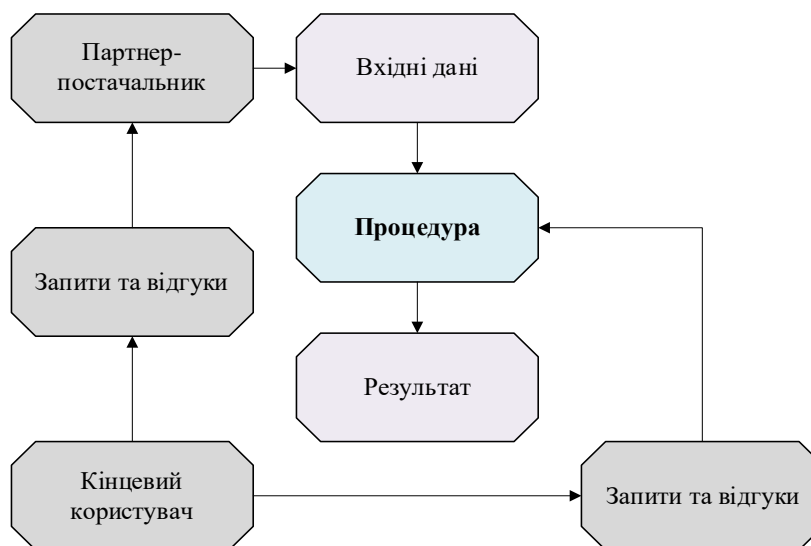 Партнер-
постачальник
Вхідні дані
Процедура
Запити та відгуки
Результат
Кінцевий
користувач
Запити та відгуки